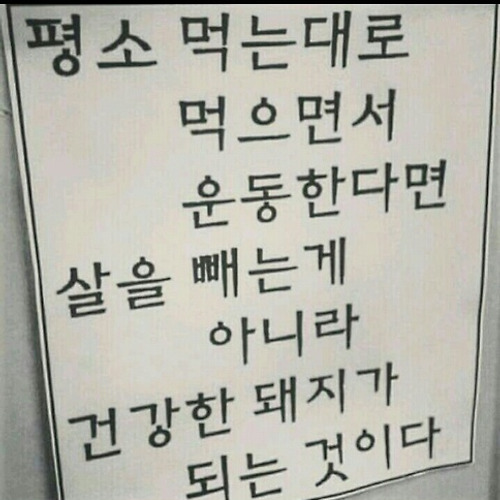 평소 먹는대로
먹으면서
운동한다면
살을 빼는게
아니라
건강한 돼지가
되는 것이다